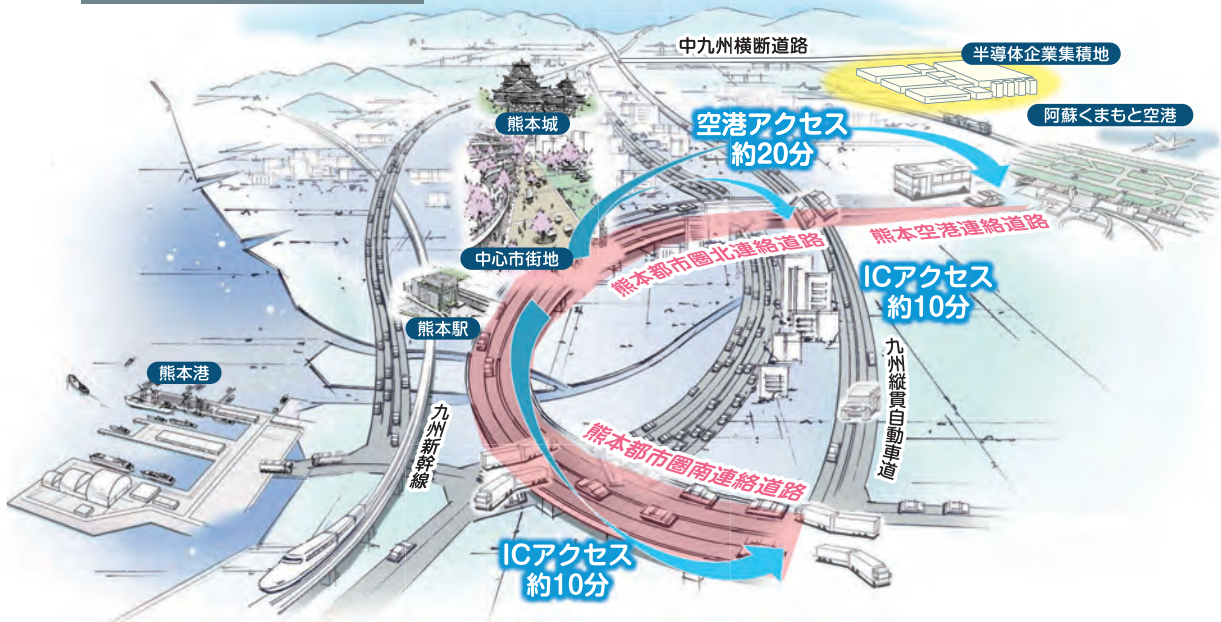 中九州横断道路
半導体企業集積地
阿蘇くまもと空港
熊本城
空港アクセス
約20分
中心市街地
熊本都市圏北連絡道路
熊本空港連絡道路
ICアクセス
約10分
熊本駅
熊本港
九州新幹線
九州縦貫自動車道
熊本都市圏南連絡道路
ICアクセス
約10分